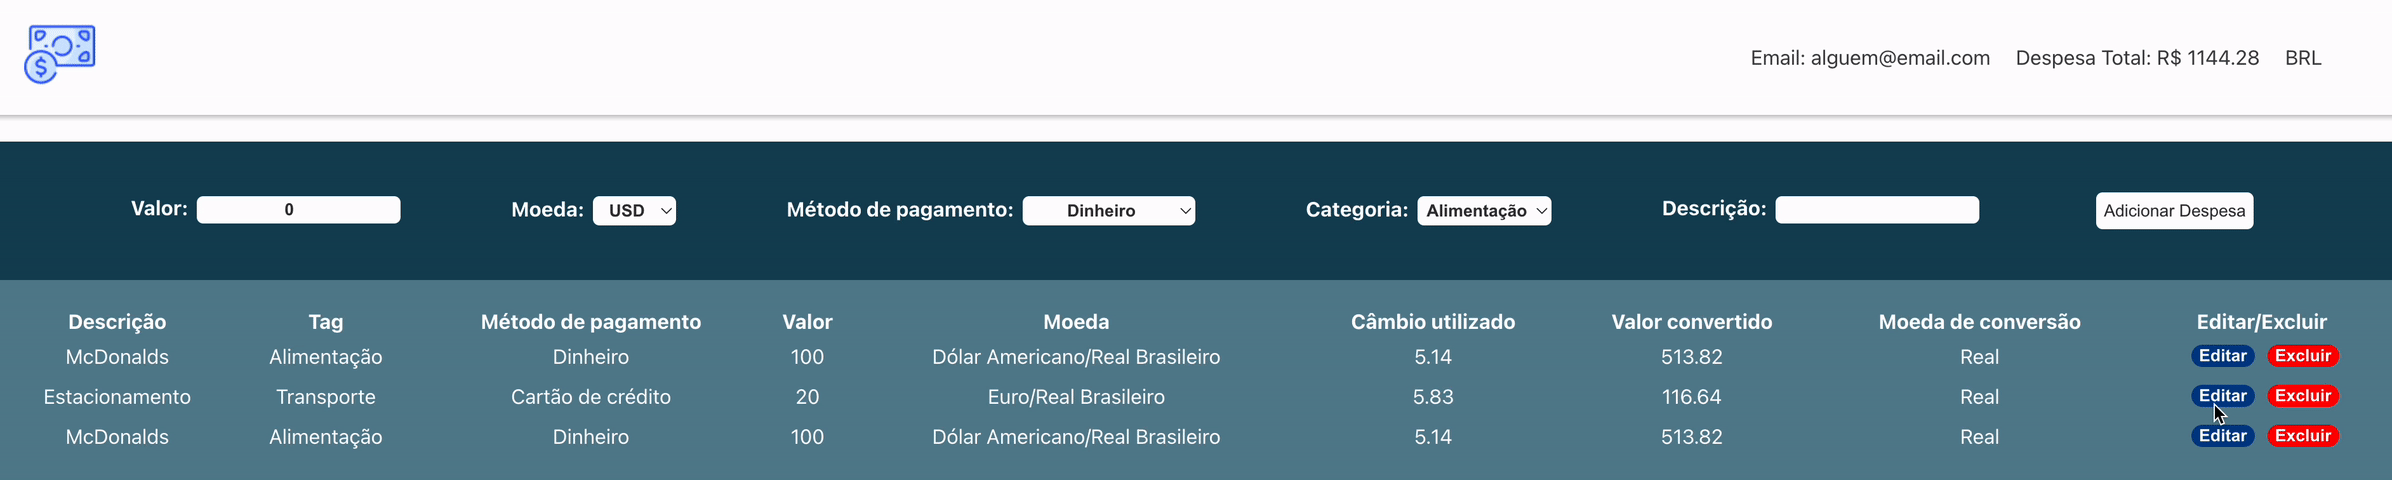 $
Email: alguem@email.com Despesa Total: R$ 1144.28 BRL
Valor: 0 Moeda: USD Método de pagamento: Dinheiro Categoria: Alimentação Descrição: Adicionar Despesa
Descrição Tag Método de pagamento Valor Moeda Câmbio utilizado Valor convertido Moeda de conversão Editar/Excluir
McDonalds Alimentação Dinheiro 100 Dólar Americano/Real Brasileiro 5.14 513.82 Real Editar Excluir
Estacionamento Transporte Cartão de crédito 20 Euro/Real Brasileiro 5.83 116.64 Real Editar Excluir
McDonalds Alimentação Dinheiro 100 Dólar Americano/Real Brasileiro 5.14 513.82 Real Editar Excluir